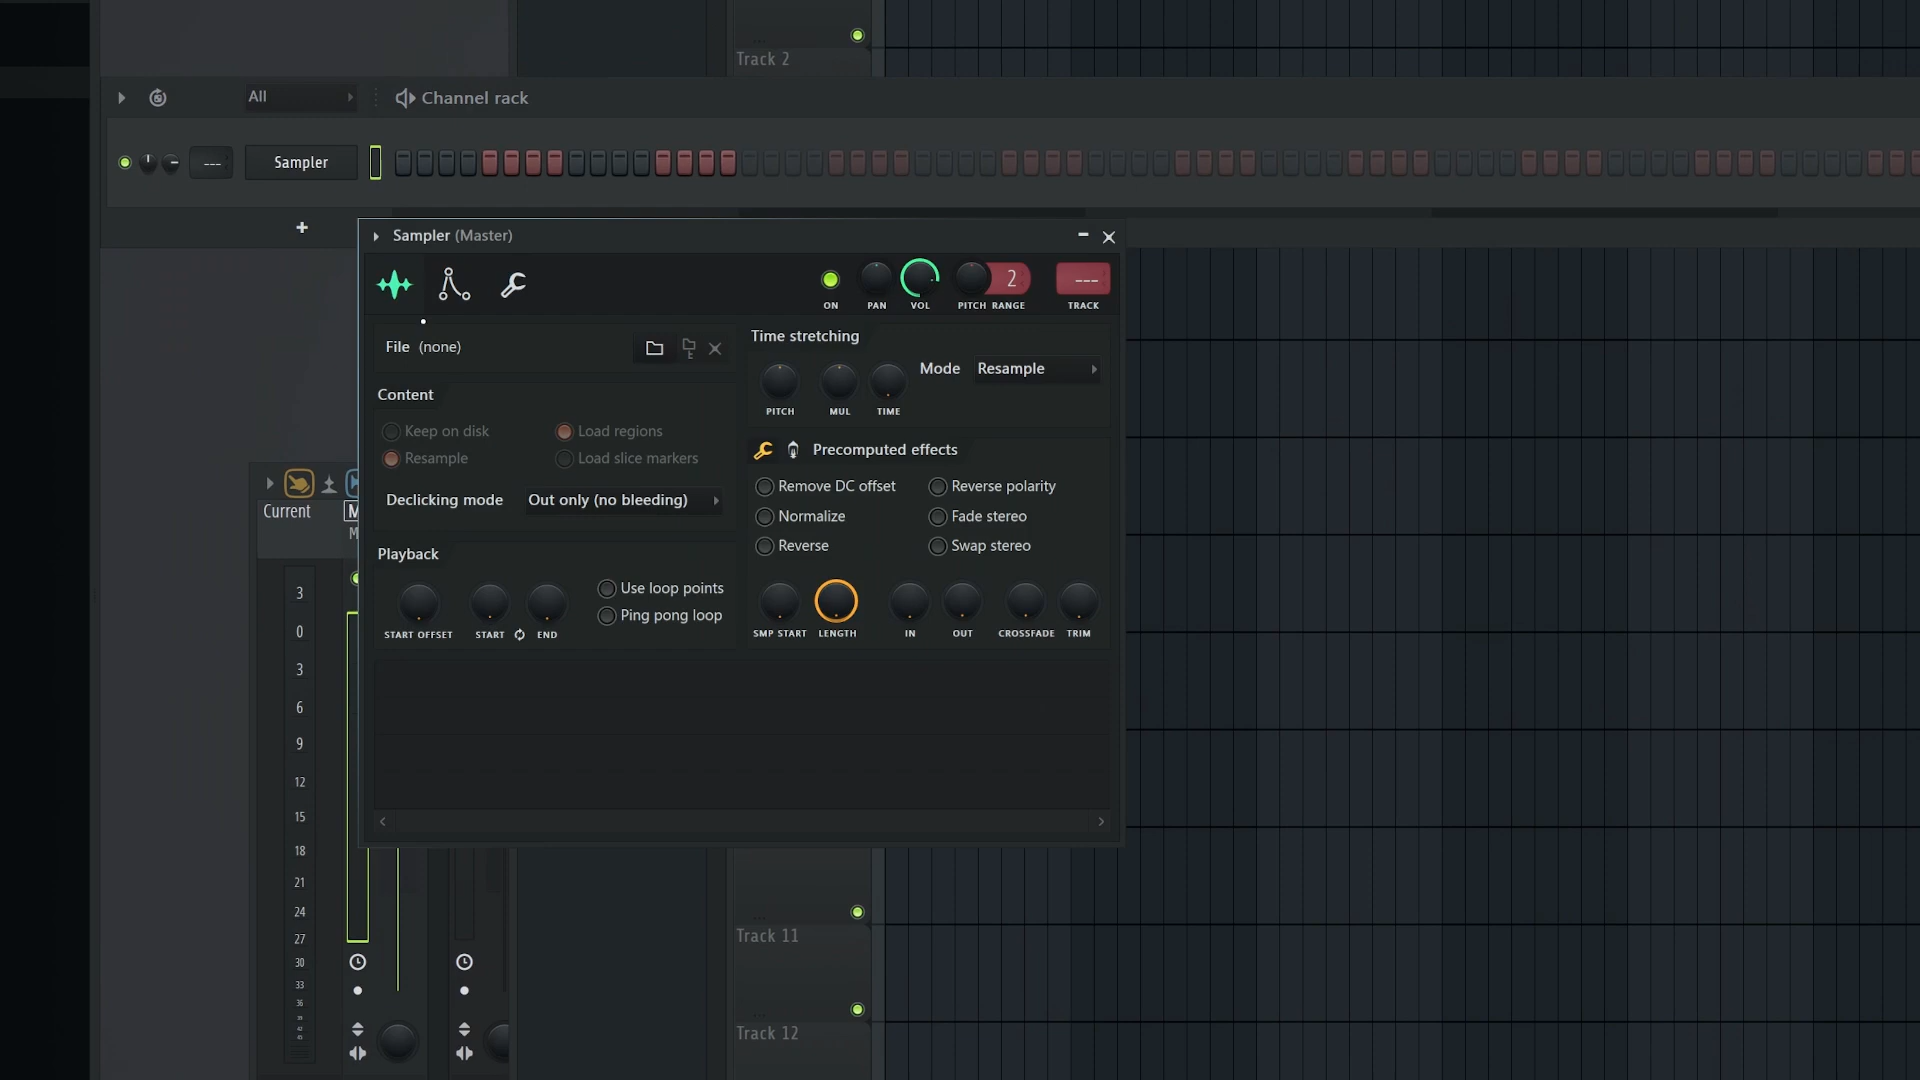 Track 2
All
Channel rack
---
Sampler
+
Sampler (Master)
2
---
ON
PAN
VOL
PITCH
RANGE
TRACK
File (none)
Time stretching
PITCH
MUL
TIME
Mode
Resample
Content
Keep on disk
Load regions
Resample
Load slice markers
Declicking mode
Out only (no bleeding)
Precomputed effects
Remove DC offset
Reverse polarity
Normalize
Fade stereo
Reverse
Swap stereo
Playback
START OFFSET
START
END
Use loop points
Ping pong loop
SMP START
LENGTH
IN
OUT
CROSSFADE
TRIM
Current
M
M
3
0
3
6
9
12
15
18
21
24
27
30
33
36
Track 11
Track 12